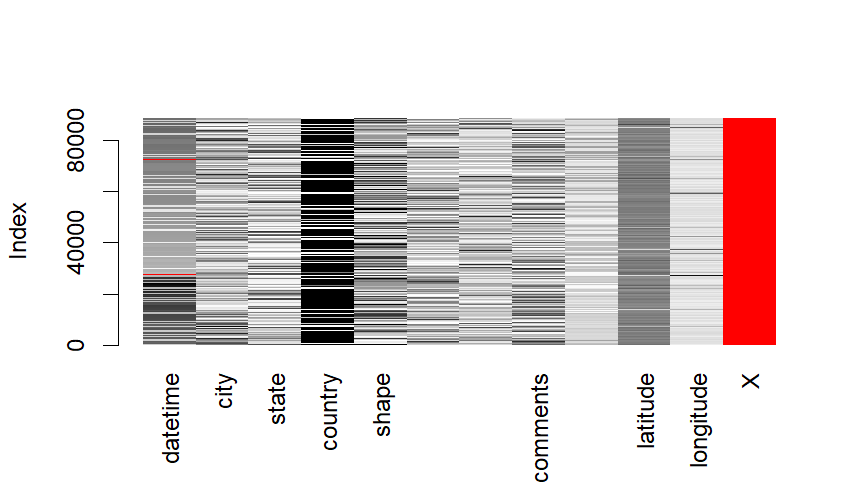 Index
80000
40000
0
datetime
city
state
country
shape
comments
latitude
longitude
X